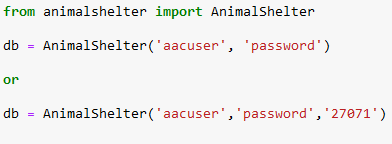 from animalshelter import AnimalShelter
db = AnimalShelter('aacuser', 'password')
or
db = AnimalShelter('aacuser','password','27071')